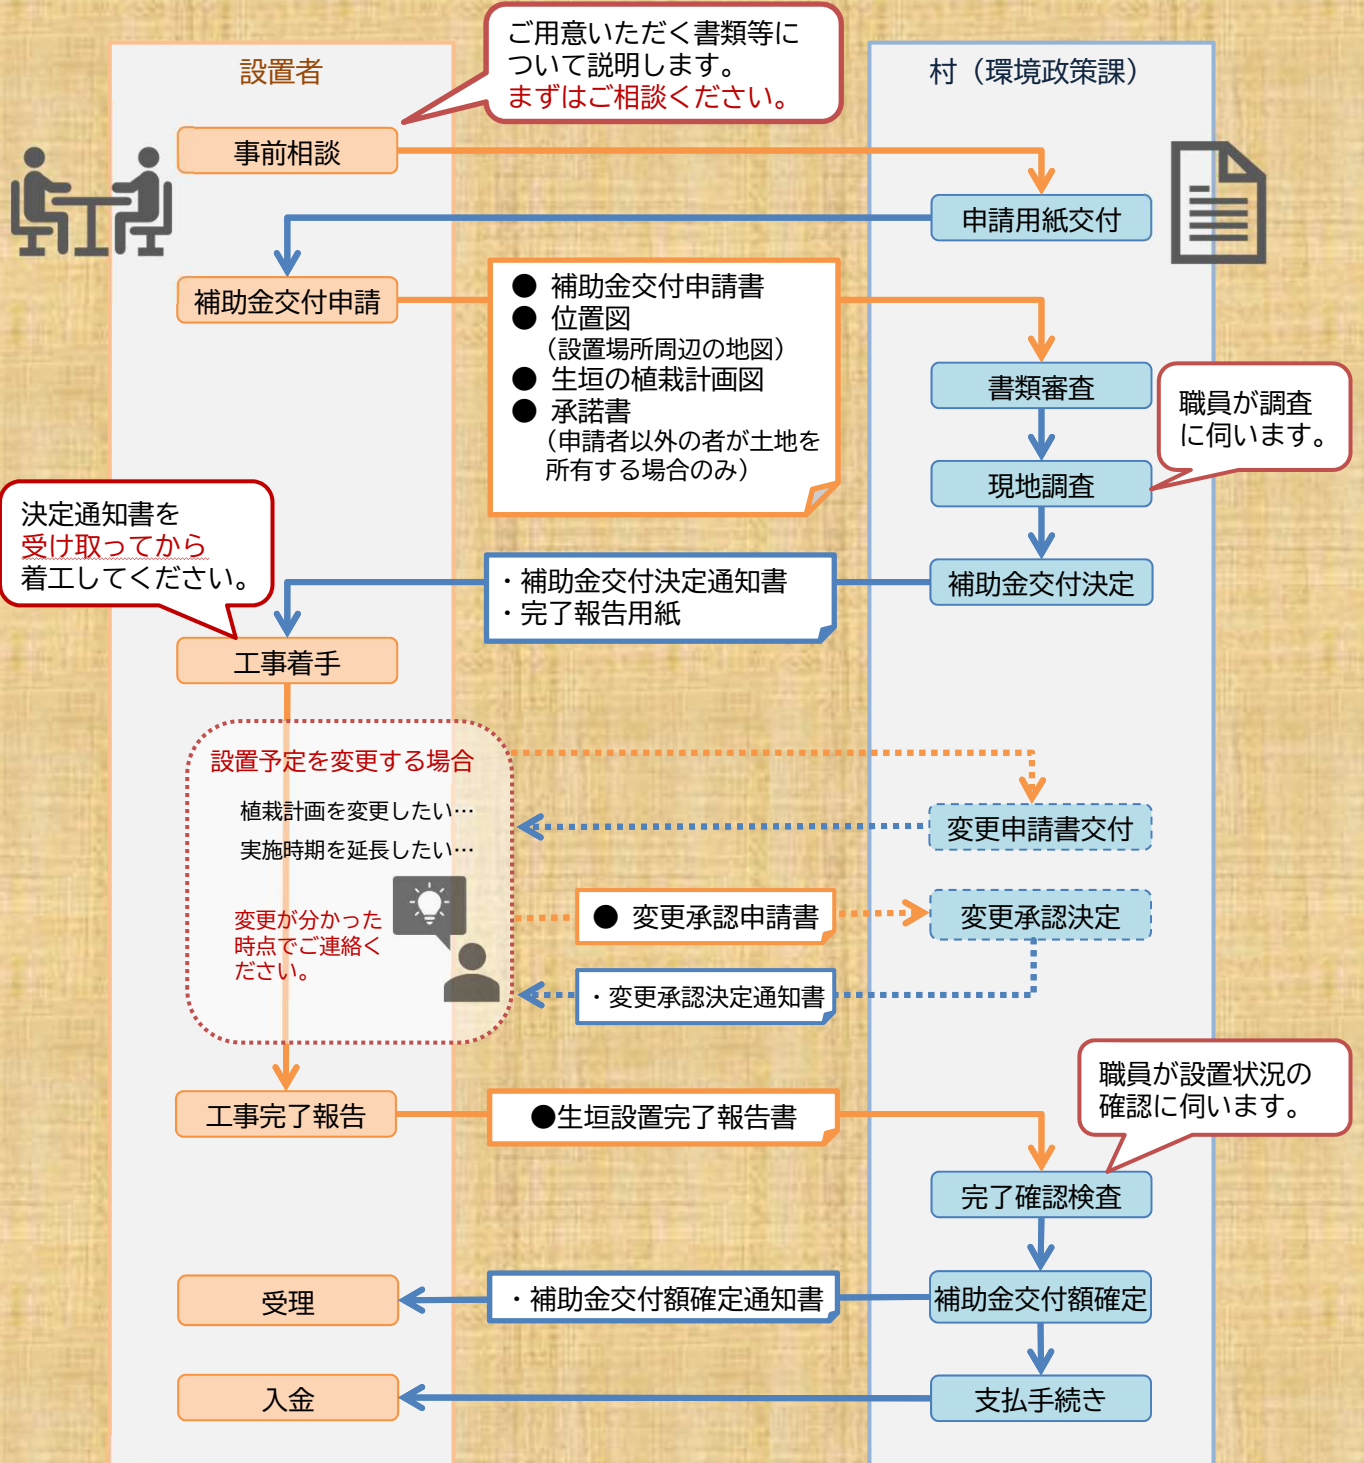 ご用意いただく書類等に
ついて説明します。
まずはご相談ください。
設置者
村（環境政策課）
事前相談
申請用紙交付
補助金交付申請
● 補助金交付申請書
● 位置図
（設置場所周辺の地図）
● 生垣の植栽計画図
● 承諾書
（申請者以外の者が土地を
所有する場合のみ）
書類審査
職員が調査
に伺います。
現地調査
決定通知書を
受け取ってから
着工してください。
・補助金交付決定通知書
・完了報告用紙
補助金交付決定
工事着手
設置予定を変更する場合
植栽計画を変更したい…
実施時期を延長したい…
変更が分かった
時点でご連絡く
ださい。
変更申請書交付
● 変更承認申請書
変更承認決定
・変更承認決定通知書
職員が設置状況の
確認に伺います。
工事完了報告
●生垣設置完了報告書
完了確認検査
受理
・補助金交付額確定通知書
補助金交付額確定
入金
支払手続き